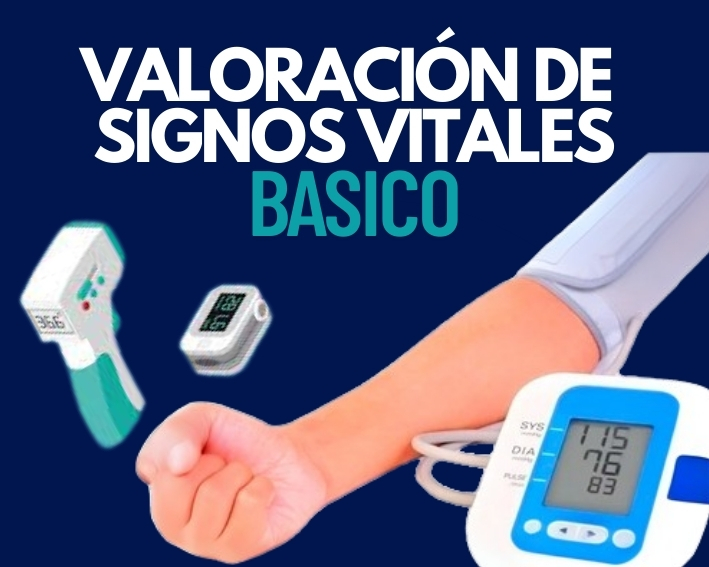 VALORACIÓN DE
SIGNOS VITALES
BASICO
36.6
SYS
115
DIA
76
PULSE
83